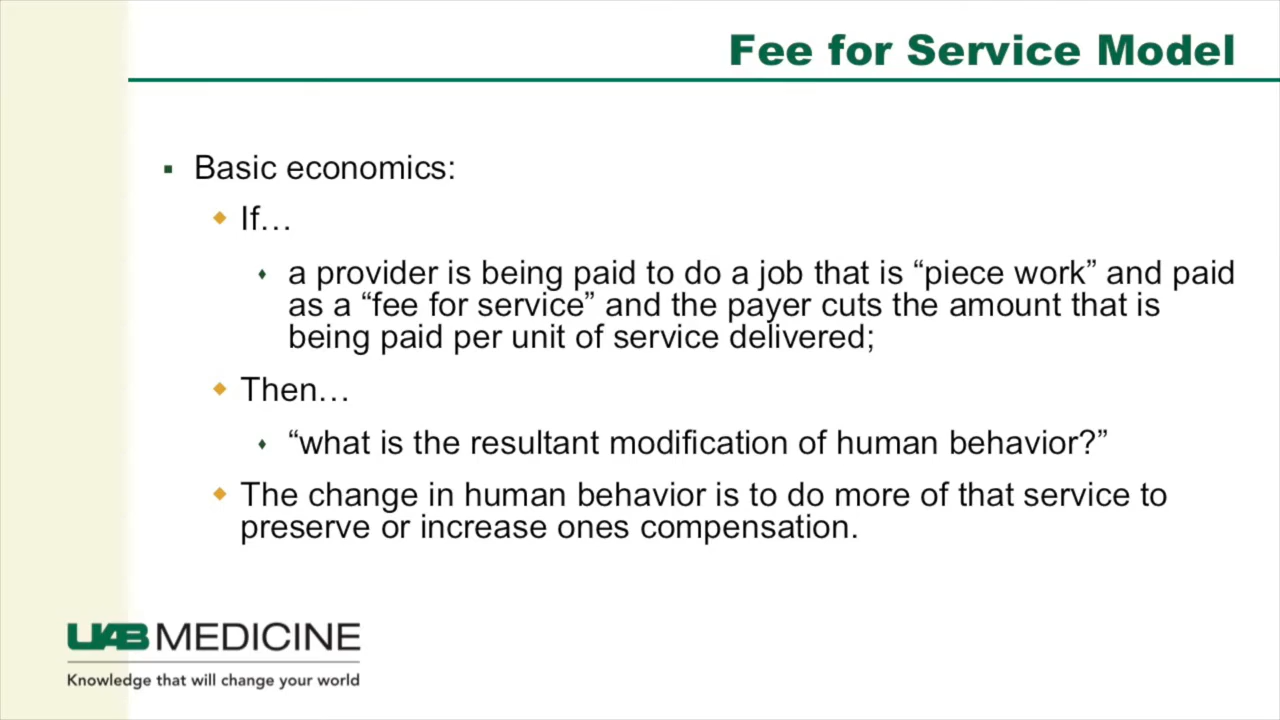 Fee for Service Model
Basic economics:
If…
a provider is being paid to do a job that is “piece work” and paid
as a “fee for service” and the payer cuts the amount that is
being paid per unit of service delivered;
Then…
“what is the resultant modification of human behavior?”
The change in human behavior is to do more of that service to
preserve or increase ones compensation.
UAB MEDICINE
Knowledge that will change your world